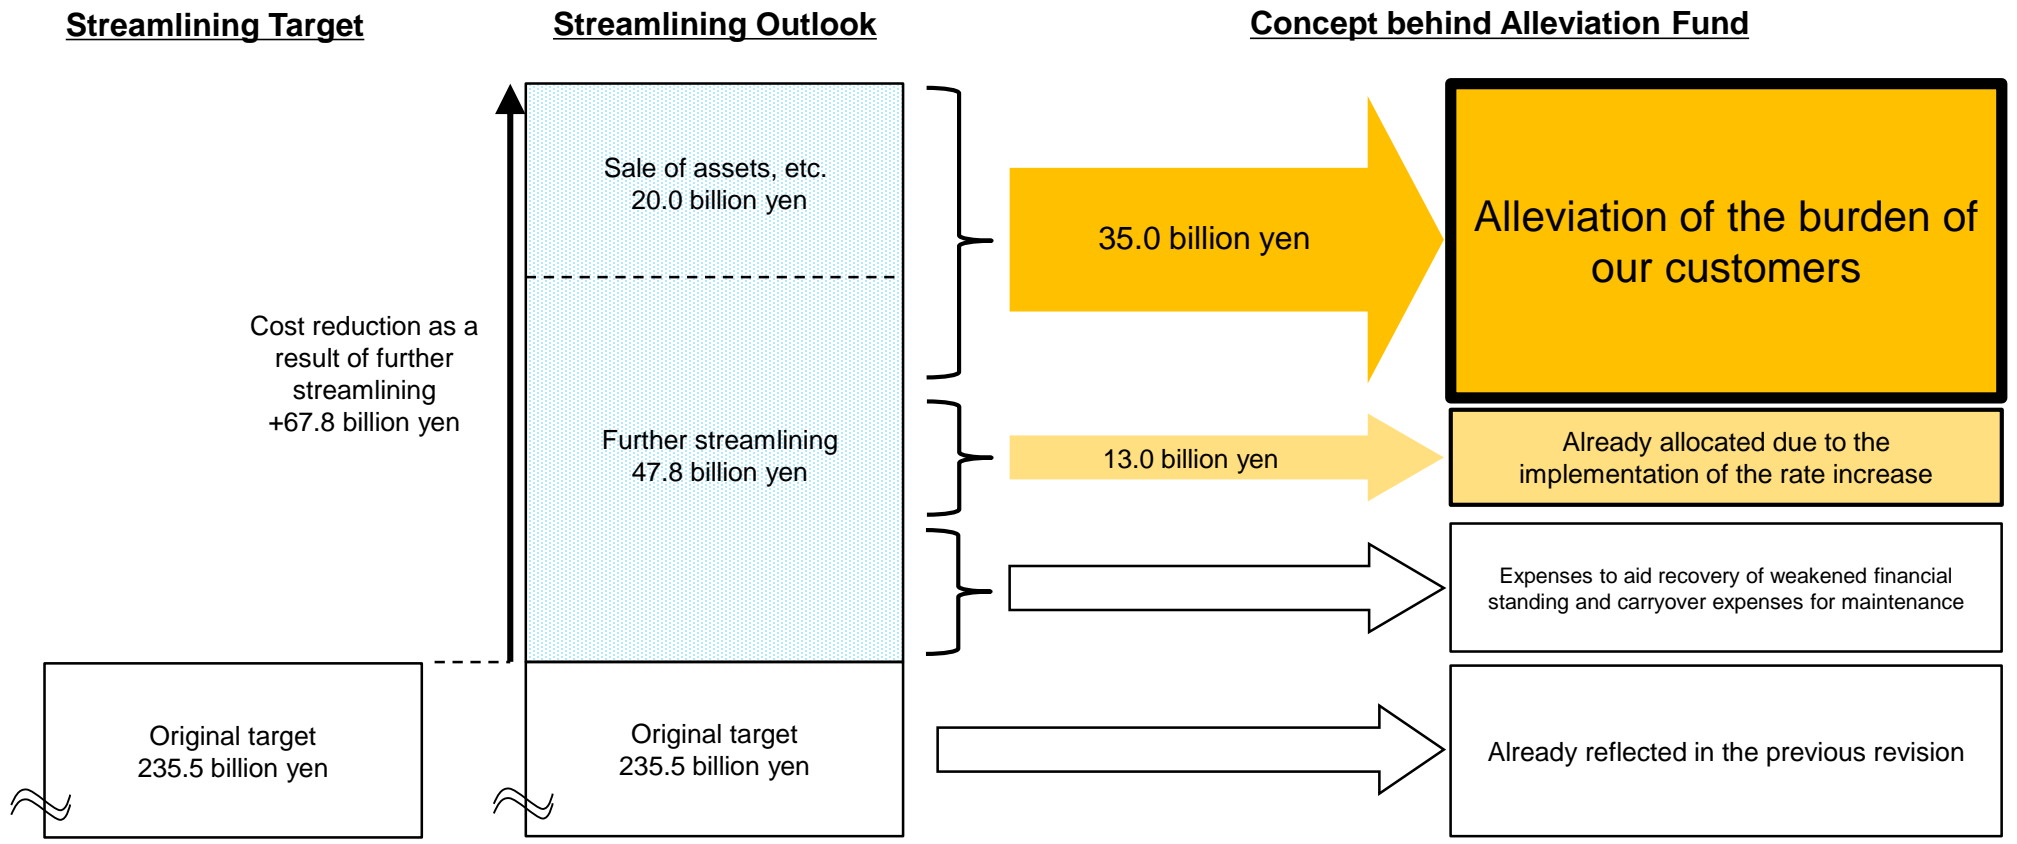 Streamlining Target
Streamlining Outlook
Concept behind Alleviation Fund
Cost reduction as a
result of further
streamlining
+67.8 billion yen
Original target
235.5 billion yen
Sale of assets, etc.
20.0 billion yen
Further streamlining
47.8 billion yen
Original target
235.5 billion yen
35.0 billion yen
Alleviation of the burden of
our customers
13.0 billion yen
Already allocated due to the
implementation of the rate increase
Expenses to aid recovery of weakened financial
standing and carryover expenses for maintenance
Already reflected in the previous revision